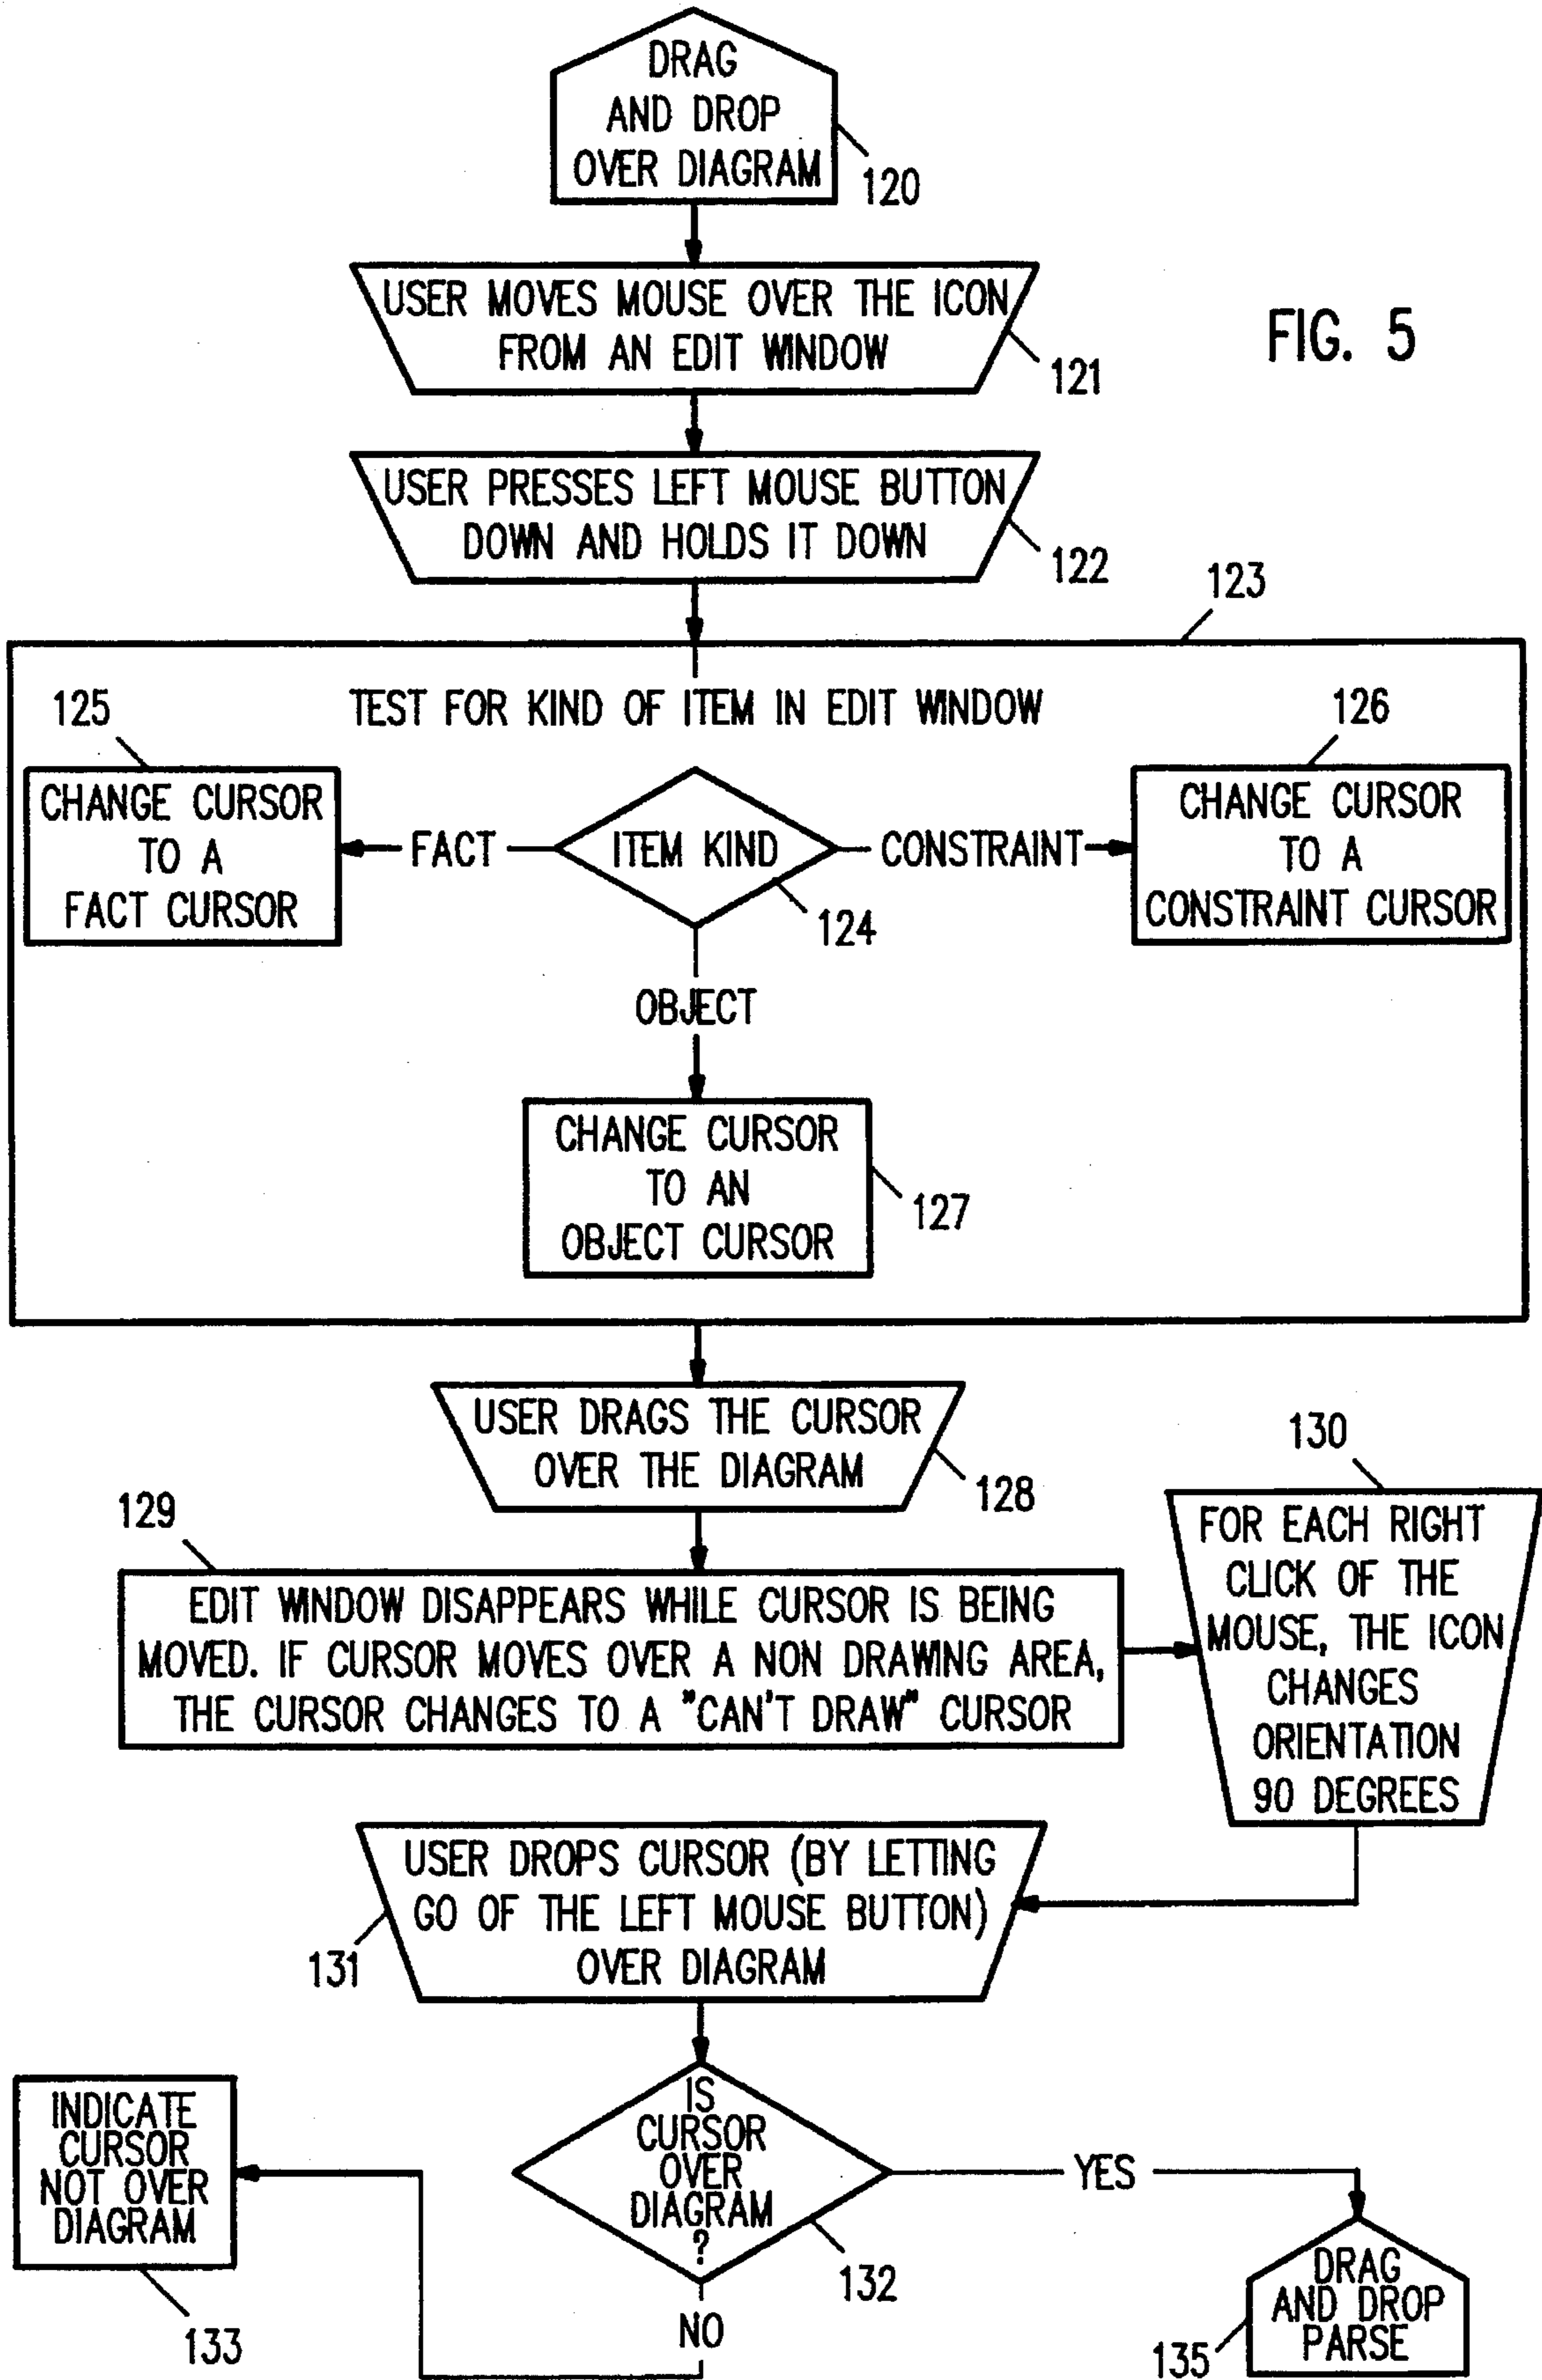 DRAG
AND DROP
OVER DIAGRAM
120
USER MOVES MOUSE OVER THE ICON
FROM AN EDIT WINDOW
121
FIG. 5
USER PRESSES LEFT MOUSE BUTTON
DOWN AND HOLDS IT DOWN
122
123
TEST FOR KIND OF ITEM IN EDIT WINDOW
125
CHANGE CURSOR
TO A
FACT CURSOR
FACT
ITEM KIND
124
CONSTRAINT
126
CHANGE CURSOR
TO A
CONSTRAINT CURSOR
OBJECT
CHANGE CURSOR
TO AN
OBJECT CURSOR
127
USER DRAGS THE CURSOR
OVER THE DIAGRAM
128
129
EDIT WINDOW DISAPPEARS WHILE CURSOR IS BEING
MOVED. IF CURSOR MOVES OVER A NON DRAWING AREA,
THE CURSOR CHANGES TO A "CAN'T DRAW" CURSOR
130
FOR EACH RIGHT
CLICK OF THE
MOUSE, THE ICON
CHANGES
ORIENTATION
90 DEGREES
USER DROPS CURSOR (BY LETTING
GO OF THE LEFT MOUSE BUTTON)
OVER DIAGRAM
131
IS
CURSOR
OVER
DIAGRAM
?
132
YES
NO
INDICATE
CURSOR
NOT OVER
DIAGRAM
133
DRAG
AND DROP
PARSE
135